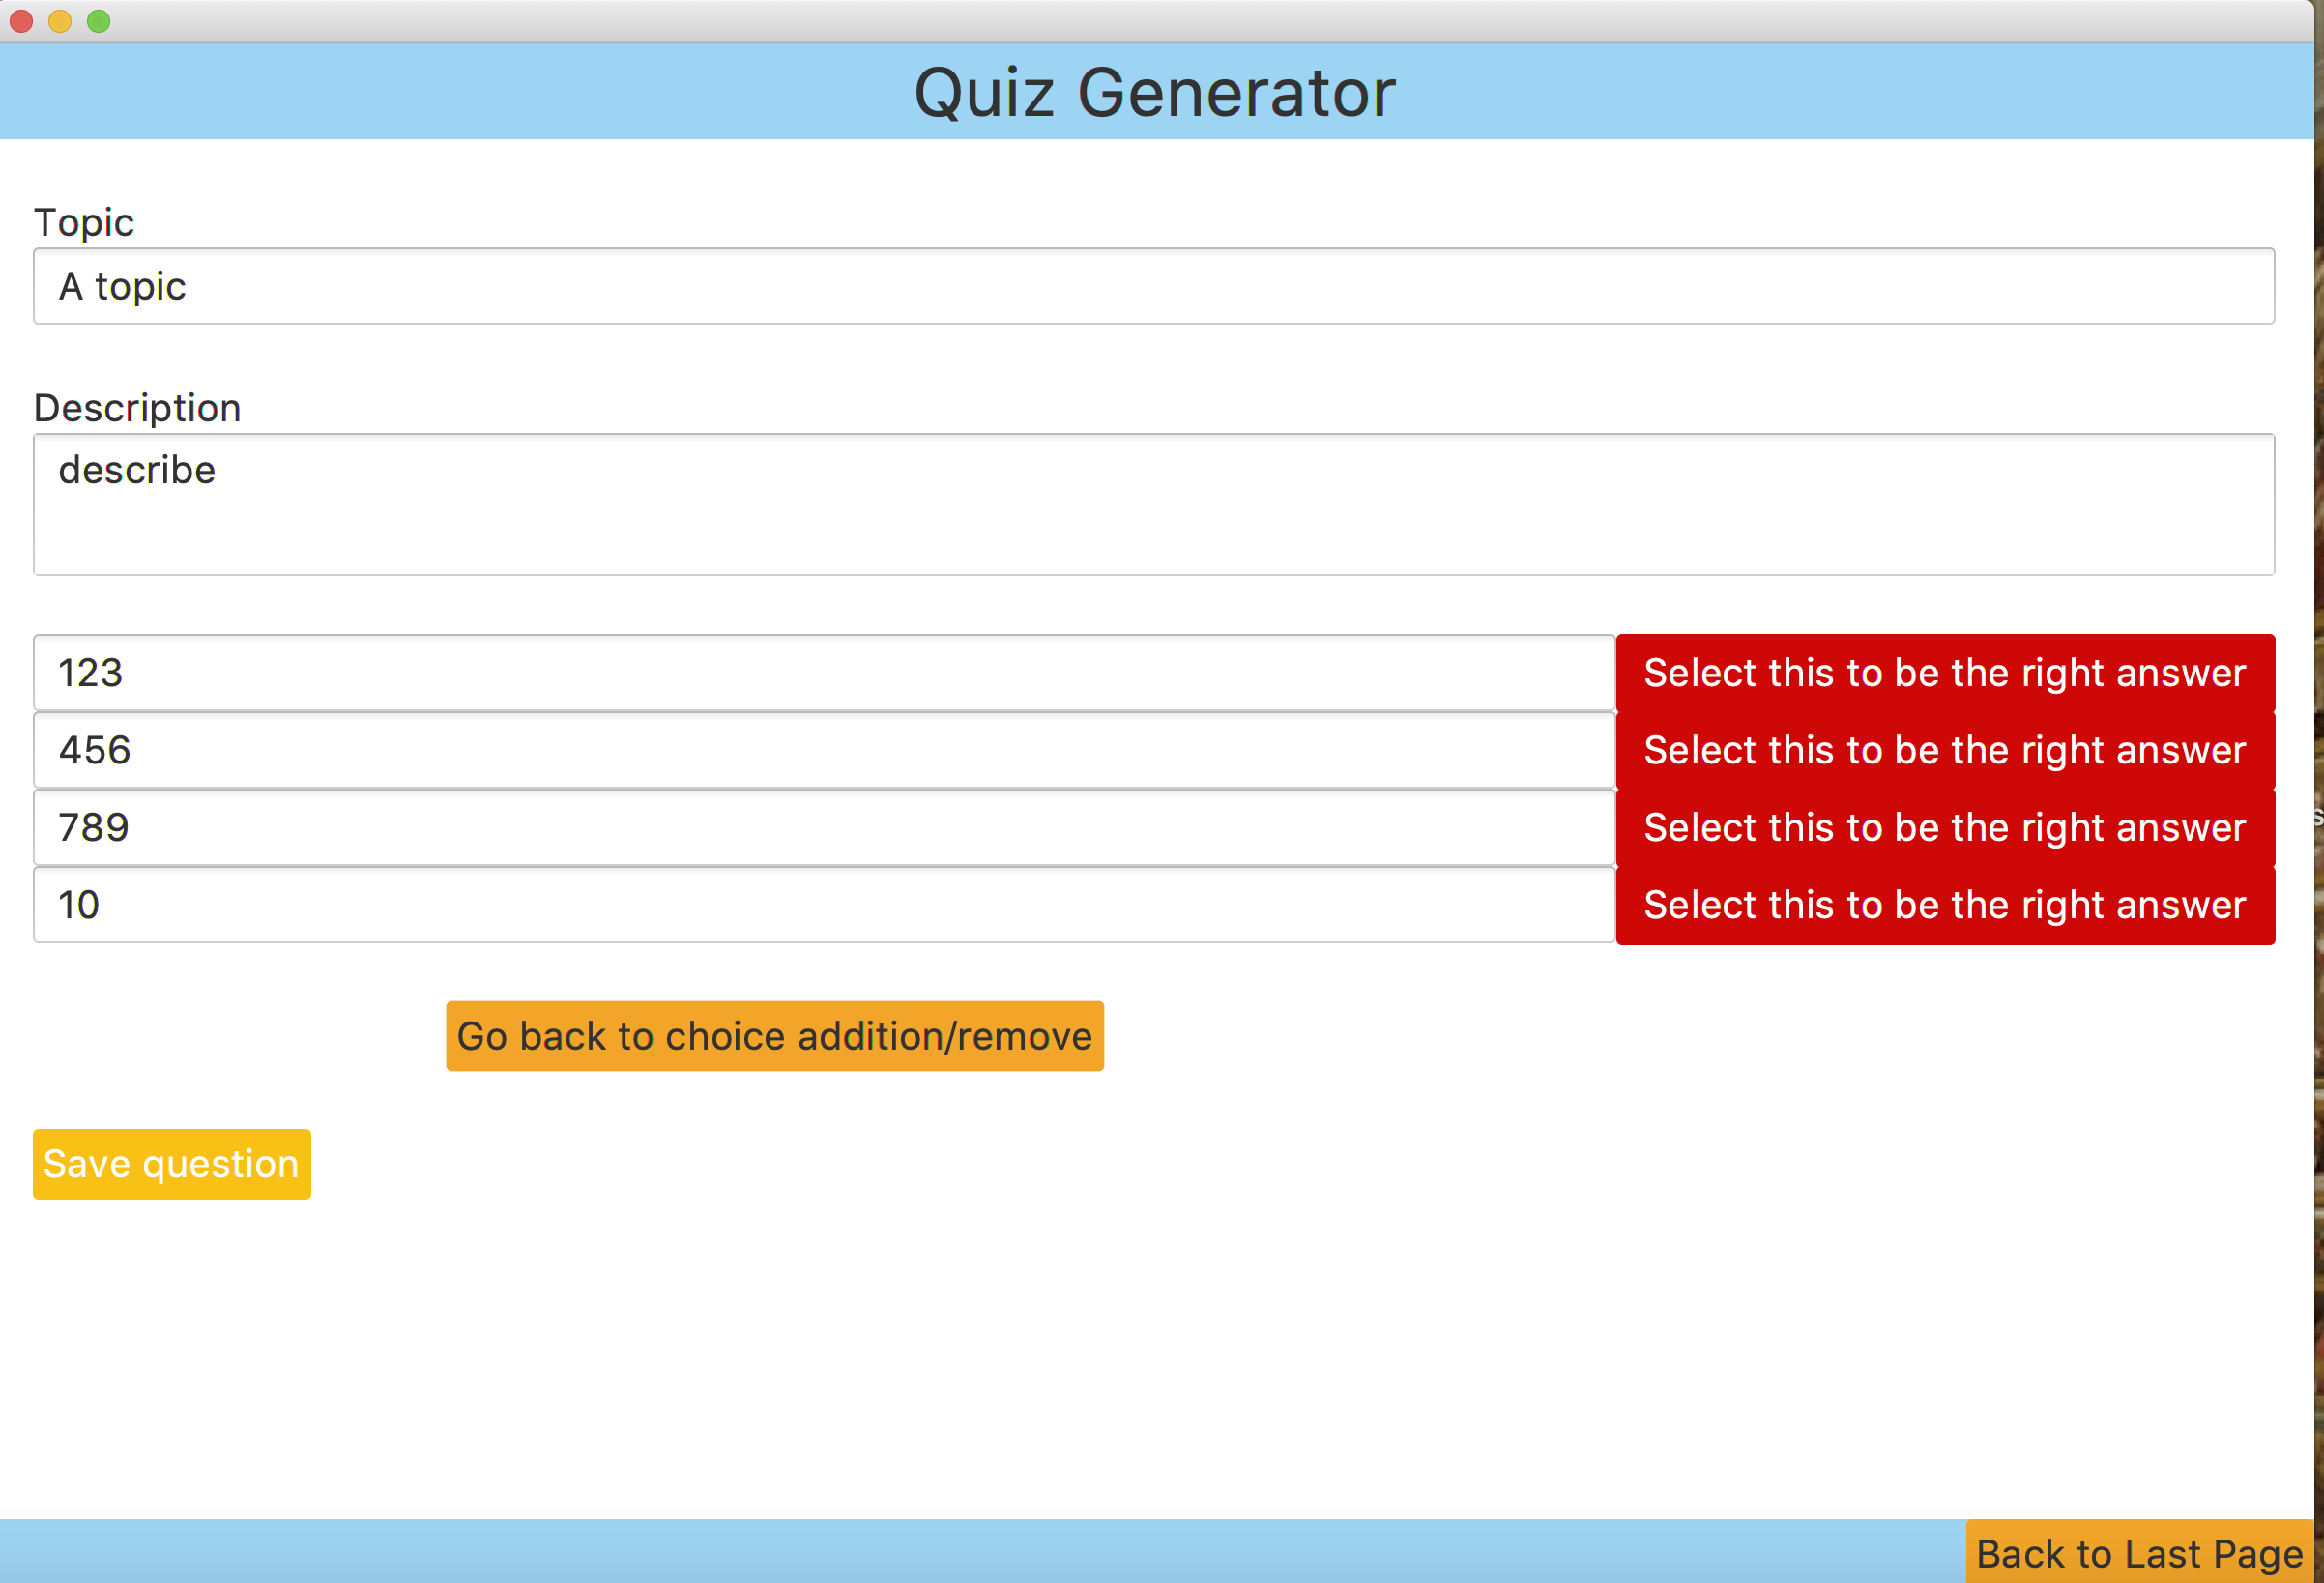 Quiz Generator
Topic
A topic
Description
describe
123 Select this to be the right answer
456 Select this to be the right answer
789 Select this to be the right answer
10 Select this to be the right answer
Go back to choice addition/remove
Save question
Back to Last Page